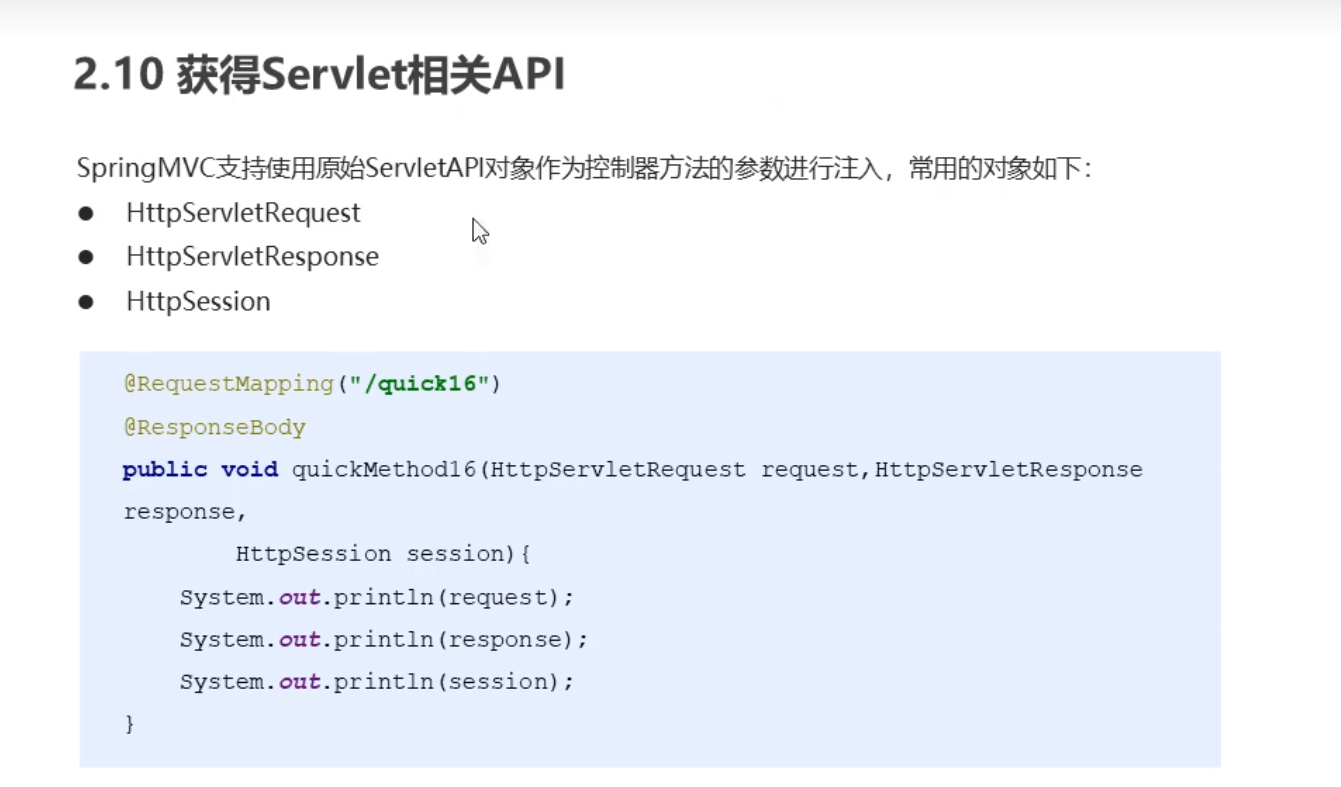 2.10 获得Servlet相关API
SpringMVC支持使用原始ServletAPI对象作为控制器方法的参数进行注入，常用的对象如下：
● HttpServletRequest
● HttpServletResponse
● HttpSession
@RequestMapping("/quick16")
@ResponseBody
public void quickMethod16(HttpServletRequest request,HttpServletResponse
response,
HttpSession session){
System.out.println(request);
System.out.println(response);
System.out.println(session);
}